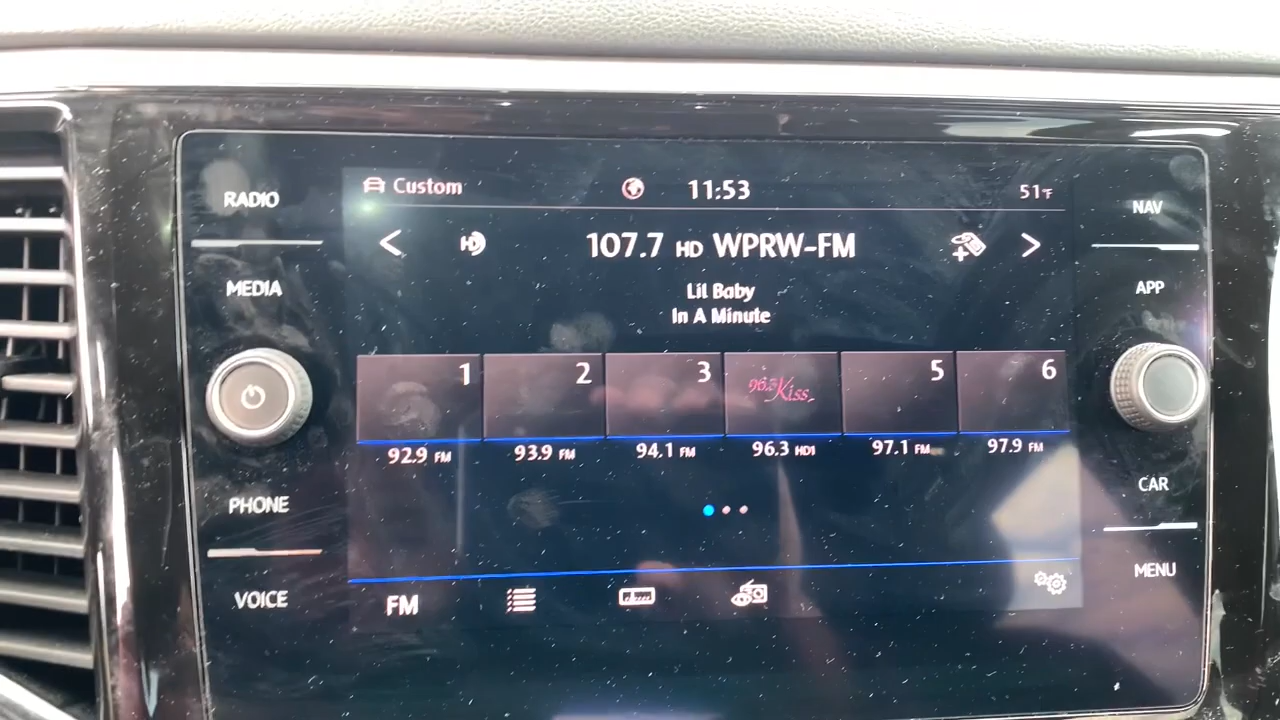 RADIO
MEDIA
PHONE
VOICE
Custom
11:53
51°F
HD
107.7 HD WPRW-FM
Lil Baby
In A Minute
1
2
3
96.3 Kiss
5
6
92.9 FM
93.9 FM
94.1 FM
96.3 HD1
97.1 FM
97.9 FM
FM
NAV
APP
CAR
MENU